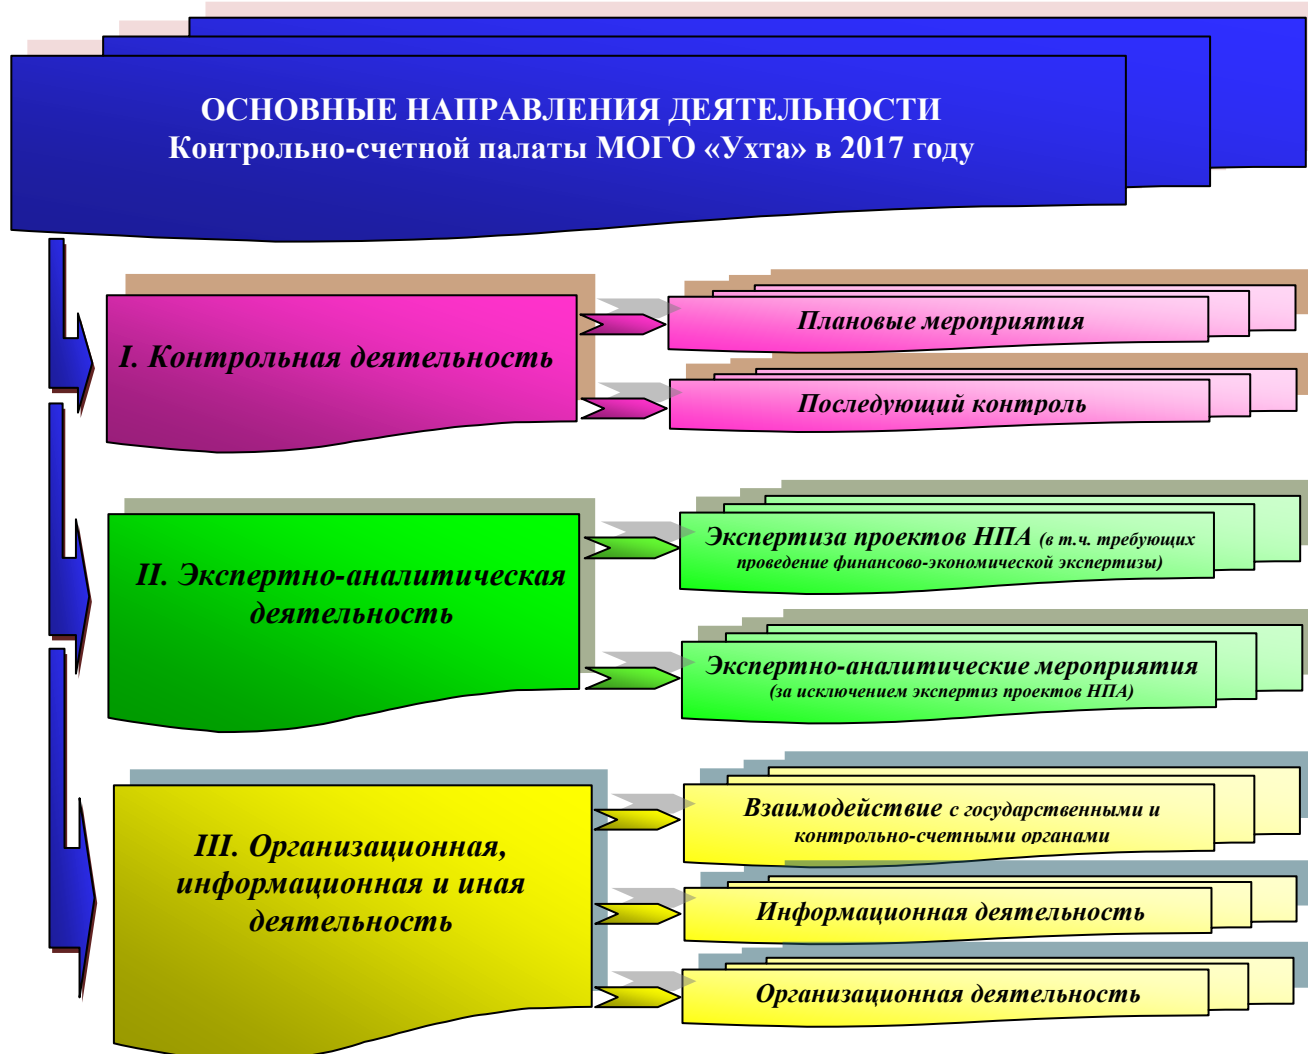 ОСНОВНЫЕ НАПРАВЛЕНИЯ ДЕЯТЕЛЬНОСТИ
Контрольно-счетной палаты МОГО «Ухта» в 2017 году
I. Контрольная деятельность
Плановые мероприятия
Последующий контроль
II. Экспертно-аналитическая
деятельность
Экспертиза проектов НПА (в т.ч. требующих
проведение финансово-экономической экспертизы)
Экспертно-аналитические мероприятия
(за исключением экспертиз проектов НПА)
III. Организационная,
информационная и иная
деятельность
Взаимодействие с государственными и
контрольно-счетными органами
Информационная деятельность
Организационная деятельность